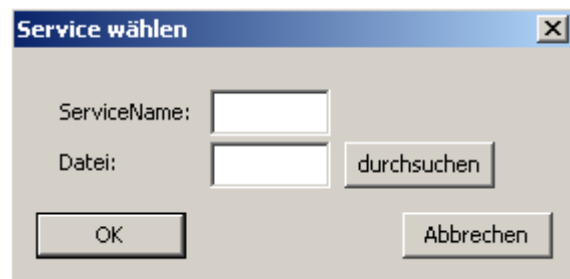 Service wählen
ServiceName:
Datei: durchsuchen
OK Abbrechen